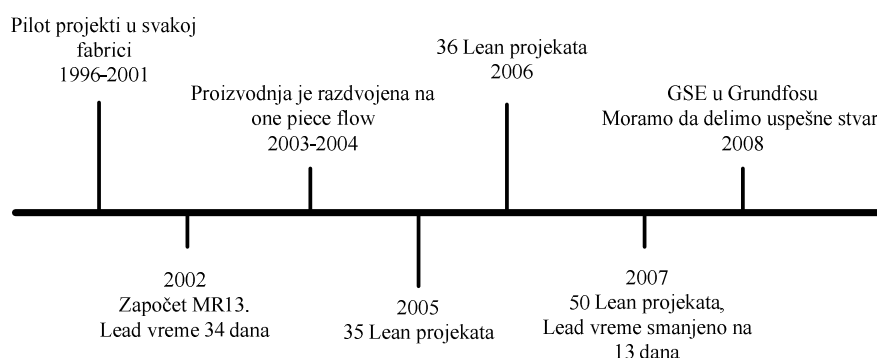 Pilot projekti u svakoj
fabrici
1996-2001
2002
Započet MR13.
Lead vreme 34 dana
Proizvodnja je razdvojena na
one piece flow
2003-2004
2005
35 Lean projekata
36 Lean projekata
2006
2007
50 Lean projekata,
Lead vreme smanjeno na
13 dana
GSE u Grundfosu
Moramo da delimo uspešne stvar
2008